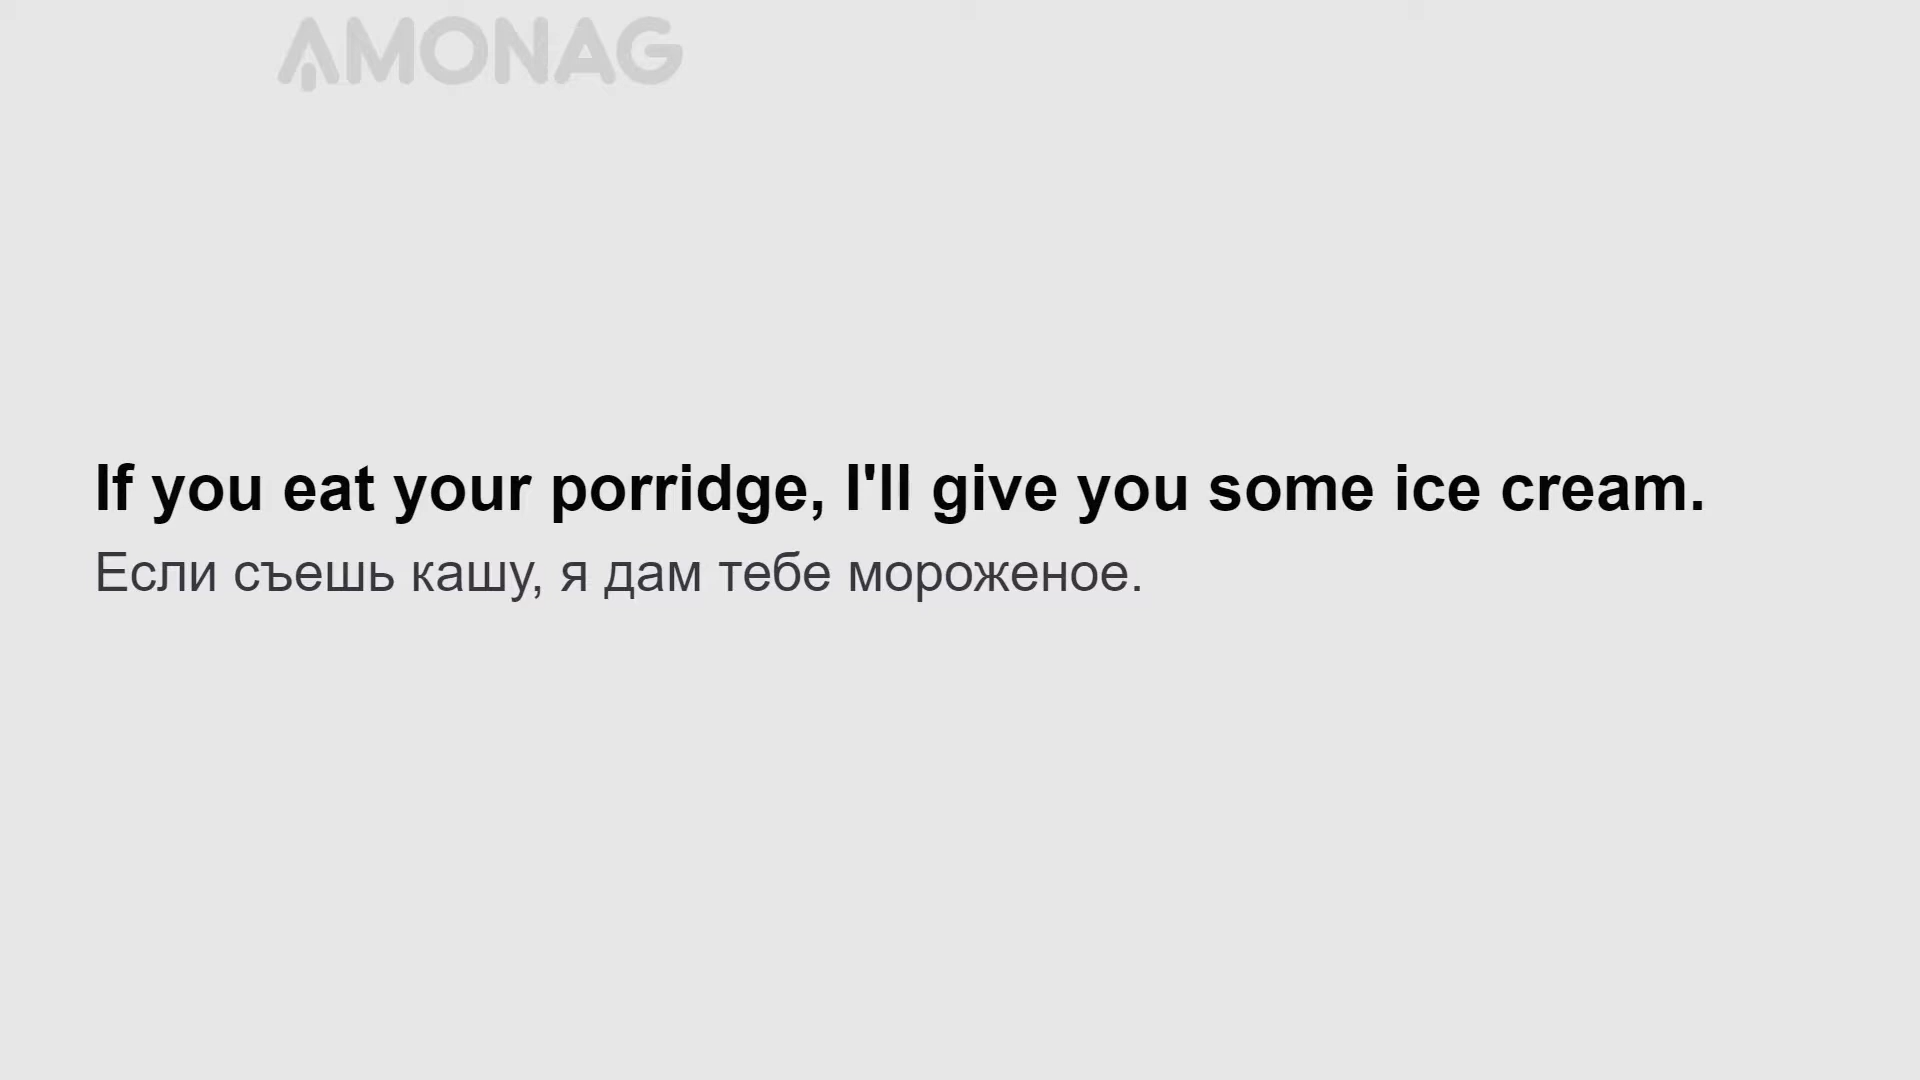 AMONAG
If you eat your porridge, I'll give you some ice cream.
Если съешь кашу, я дам тебе мороженое.